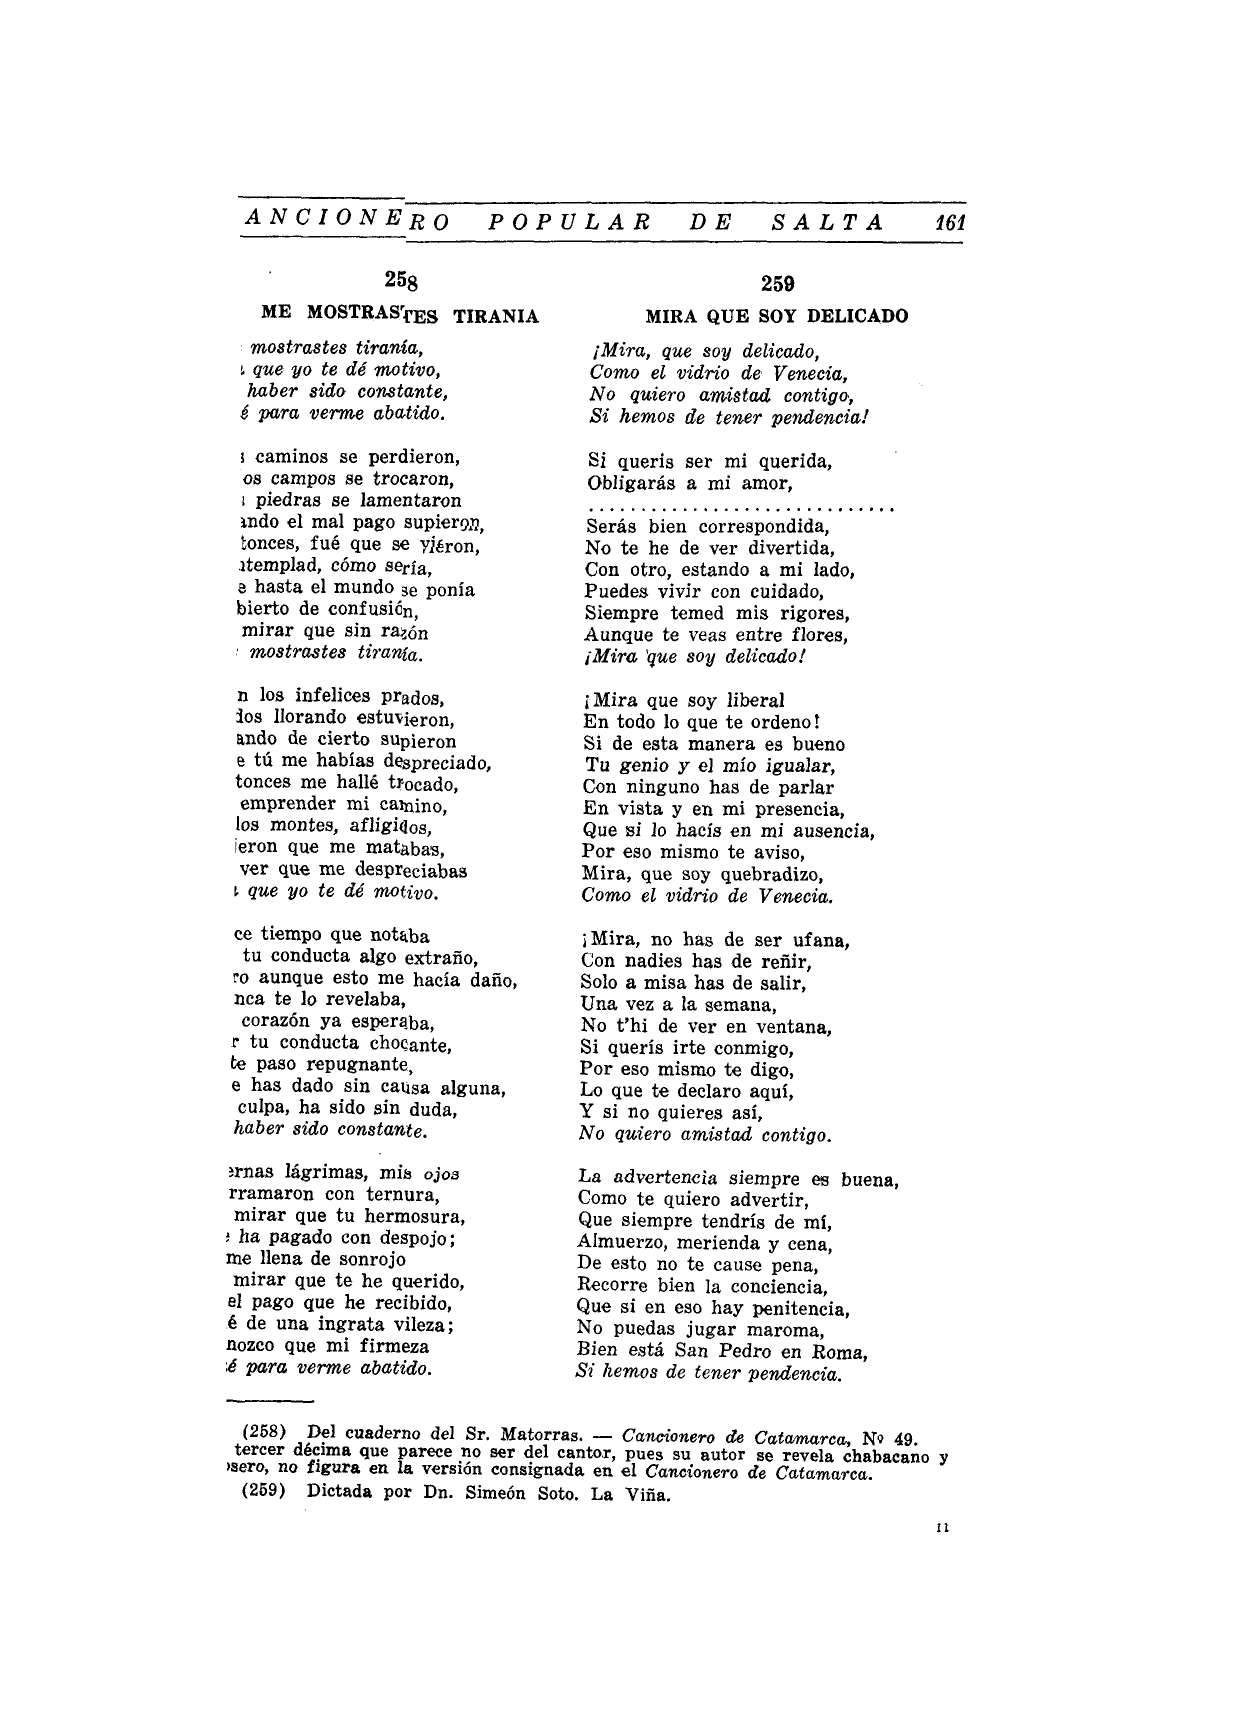 ANCIONERO POPULAR DE SALTA 161
258
ME MOSTRASTES TIRANIA
mostrastes tiranía,
que yo te dé motivo,
haber sido constante,
é para verme abatido.
caminos se perdieron,
os campos se trocaron,
piedras se lamentaron
ando el mal pago supieron,
tonces, fué que se viéron,
templad, cómo sería,
e hasta el mundo se ponía
bierto de confusión,
mirar que sin razón
mostrastes tiranía.
n los infelices prados,
dos llorando estuvieron,
ando de cierto supieron
e tú me habías despreciado,
tonces me hallé trocado,
emprender mi camino,
los montes, afligidos,
ieron que me matabas,
ver que me despreciabas
que yo te dé motivo.
ce tiempo que notaba
tu conducta algo extraño,
ro aunque esto me hacía daño,
nca te lo revelaba,
corazón ya esperaba,
r tu conducta chocante,
te paso repugnante,
e has dado sin causa alguna,
culpa, ha sido sin duda,
haber sido constante.
ernas lágrimas, mis ojos
rramaron con ternura,
mirar que tu hermosura,
ha pagado con despojo;
me llena de sonrojo
mirar que te he querido,
el pago que he recibido,
é de una ingrata vileza;
nozco que mi firmeza
é para verme abatido.
259
MIRA QUE SOY DELICADO
¡Mira, que soy delicado,
Como el vidrio de Venecia,
No quiero amistad contigo,
Si hemos de tener pendencia!
Si queris ser mi querida,
Obligarás a mi amor,
..............................
Serás bien correspondida,
No te he de ver divertida,
Con otro, estando a mi lado,
Puedes vivir con cuidado,
Siempre temed mis rigores,
Aunque te veas entre flores,
¡Mira que soy delicado!
¡Mira que soy liberal
En todo lo que te ordeno!
Si de esta manera es bueno
Tu genio y el mío igualar,
Con ninguno has de parlar
En vista y en mi presencia,
Que si lo hacís en mi ausencia,
Por eso mismo te aviso,
Mira, que soy quebradizo,
Como el vidrio de Venecia.
¡Mira, no has de ser ufana,
Con nadies has de reñir,
Solo a misa has de salir,
Una vez a la semana,
No t'hi de ver en ventana,
Si querís irte conmigo,
Por eso mismo te digo,
Lo que te declaro aquí,
Y si no quieres así,
No quiero amistad contigo.
La advertencia siempre es buena,
Como te quiero advertir,
Que siempre tendrís de mí,
Almuerzo, merienda y cena,
De esto no te cause pena,
Recorre bien la conciencia,
Que si en eso hay penitencia,
No puedas jugar maroma,
Bien está San Pedro en Roma,
Si hemos de tener pendencia.
(258) Del cuaderno del Sr. Matorras. — Cancionero de Catamarca, Nº 49.
tercer décima que parece no ser del cantor, pues su autor se revela chabacano y
sero, no figura en la versión consignada en el Cancionero de Catamarca.
(259) Dictada por Dn. Simeón Soto. La Viña.
11